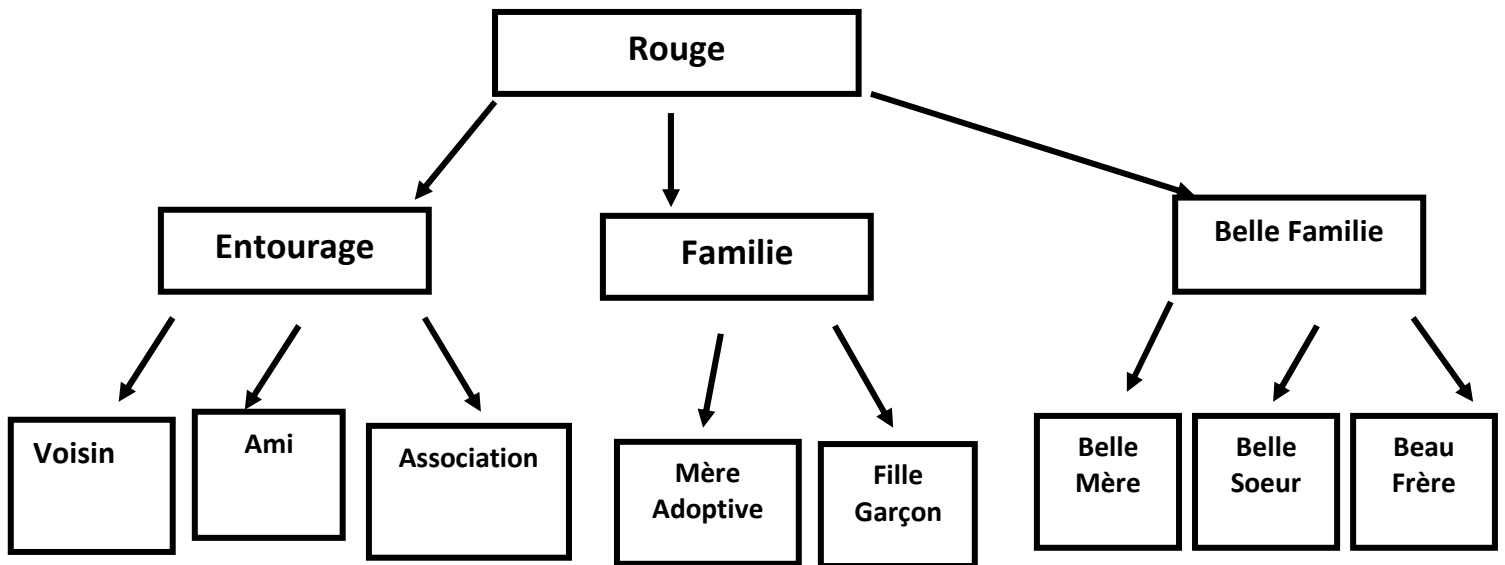 Rouge
Entourage
Familie
Belle Familie
Voisin
Ami
Association
Mère
Adoptive
Fille
Garçon
Belle
Mère
Belle
Soeur
Beau
Frère